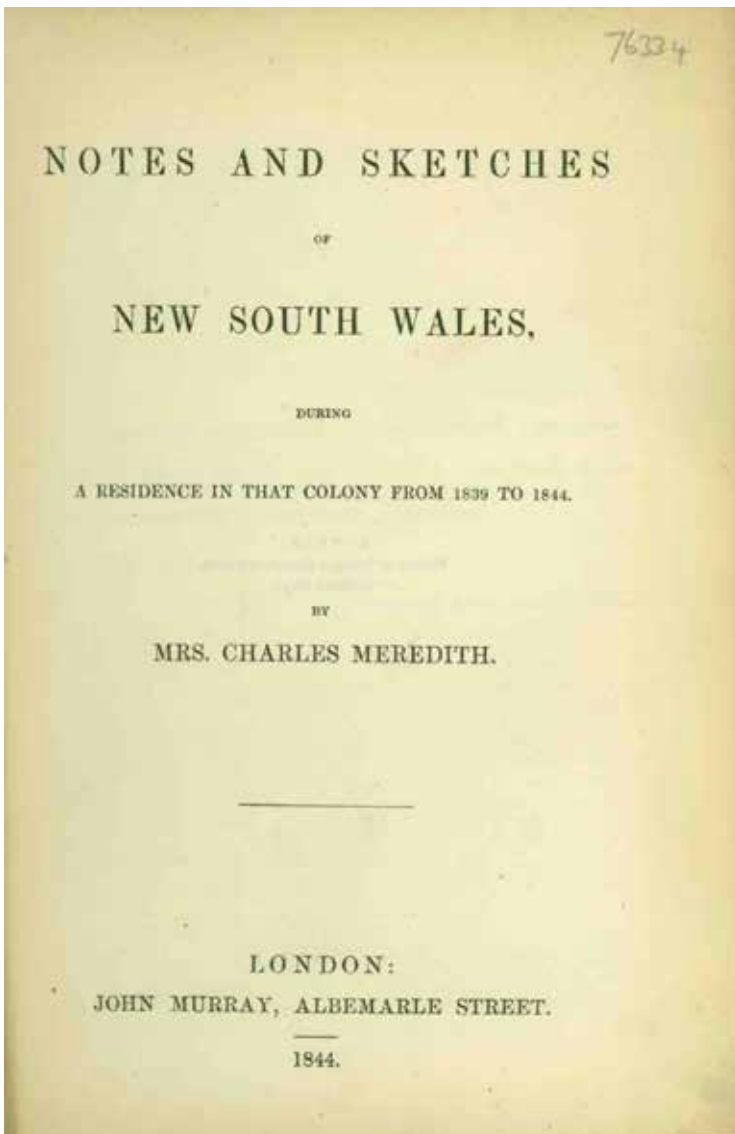 76334
NOTES AND SKETCHES
OF
NEW SOUTH WALES,
DURING
A RESIDENCE IN THAT COLONY FROM 1839 TO 1844.
BY
MRS. CHARLES MEREDITH.
LONDON:
JOHN MURRAY, ALBEMARLE STREET.
1844.